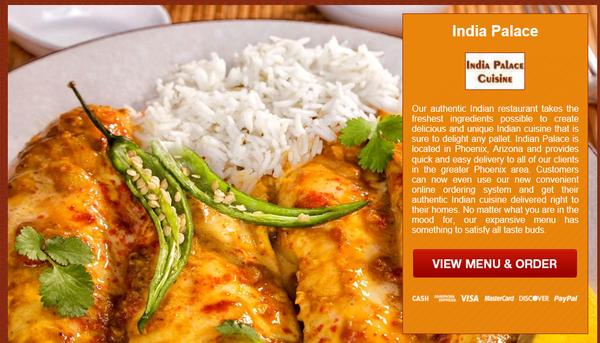 India Palace
India Palace
Cuisine
Our authentic Indian restaurant takes the
freshest ingredients possible to create
delicious and unique Indian cuisine that is
sure to delight any pallet. Indian Palace is
located in Phoenix, Arizona and provides
quick and easy delivery to all of our clients
in the greater Phoenix area. Customers
can now even use our new convenient
online ordering system and get their
authentic Indian cuisine delivered right to
their homes. No matter what you are in the
mood for, our expansive menu has
something to satisfy all taste buds.
VIEW MENU & ORDER
CASH AMERICAN EXPRESS VISA MasterCard DISCOVER PayPal